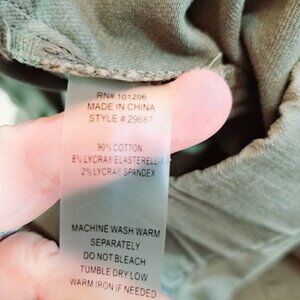 RN# 101206
MADE IN CHINA
STYLE # 29687
90% COTTON
8% LYCRA® ELASTERELL-P
2% LYCRA® SPANDEX
MACHINE WASH WARM
SEPARATELY
DO NOT BLEACH
TUMBLE DRY LOW
WARM IRON IF NEEDED